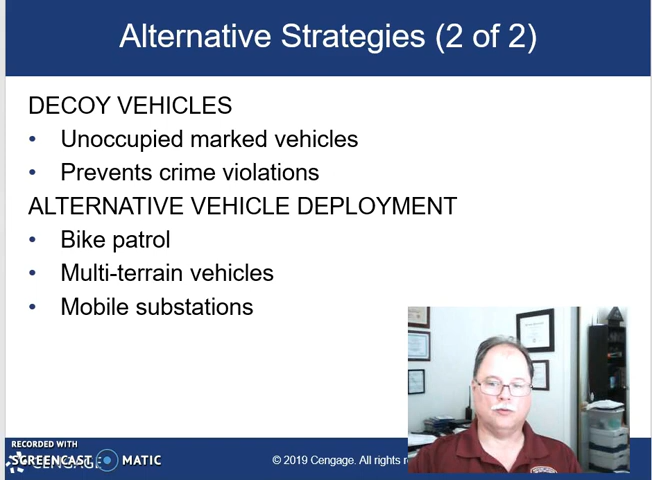 Alternative Strategies (2 of 2)
DECOY VEHICLES
• Unoccupied marked vehicles
• Prevents crime violations
ALTERNATIVE VEHICLE DEPLOYMENT
• Bike patrol
• Multi-terrain vehicles
• Mobile substations
RECORDED WITH
SCREENCAST MATIC
CENGAGE
© 2019 Cengage. All rights